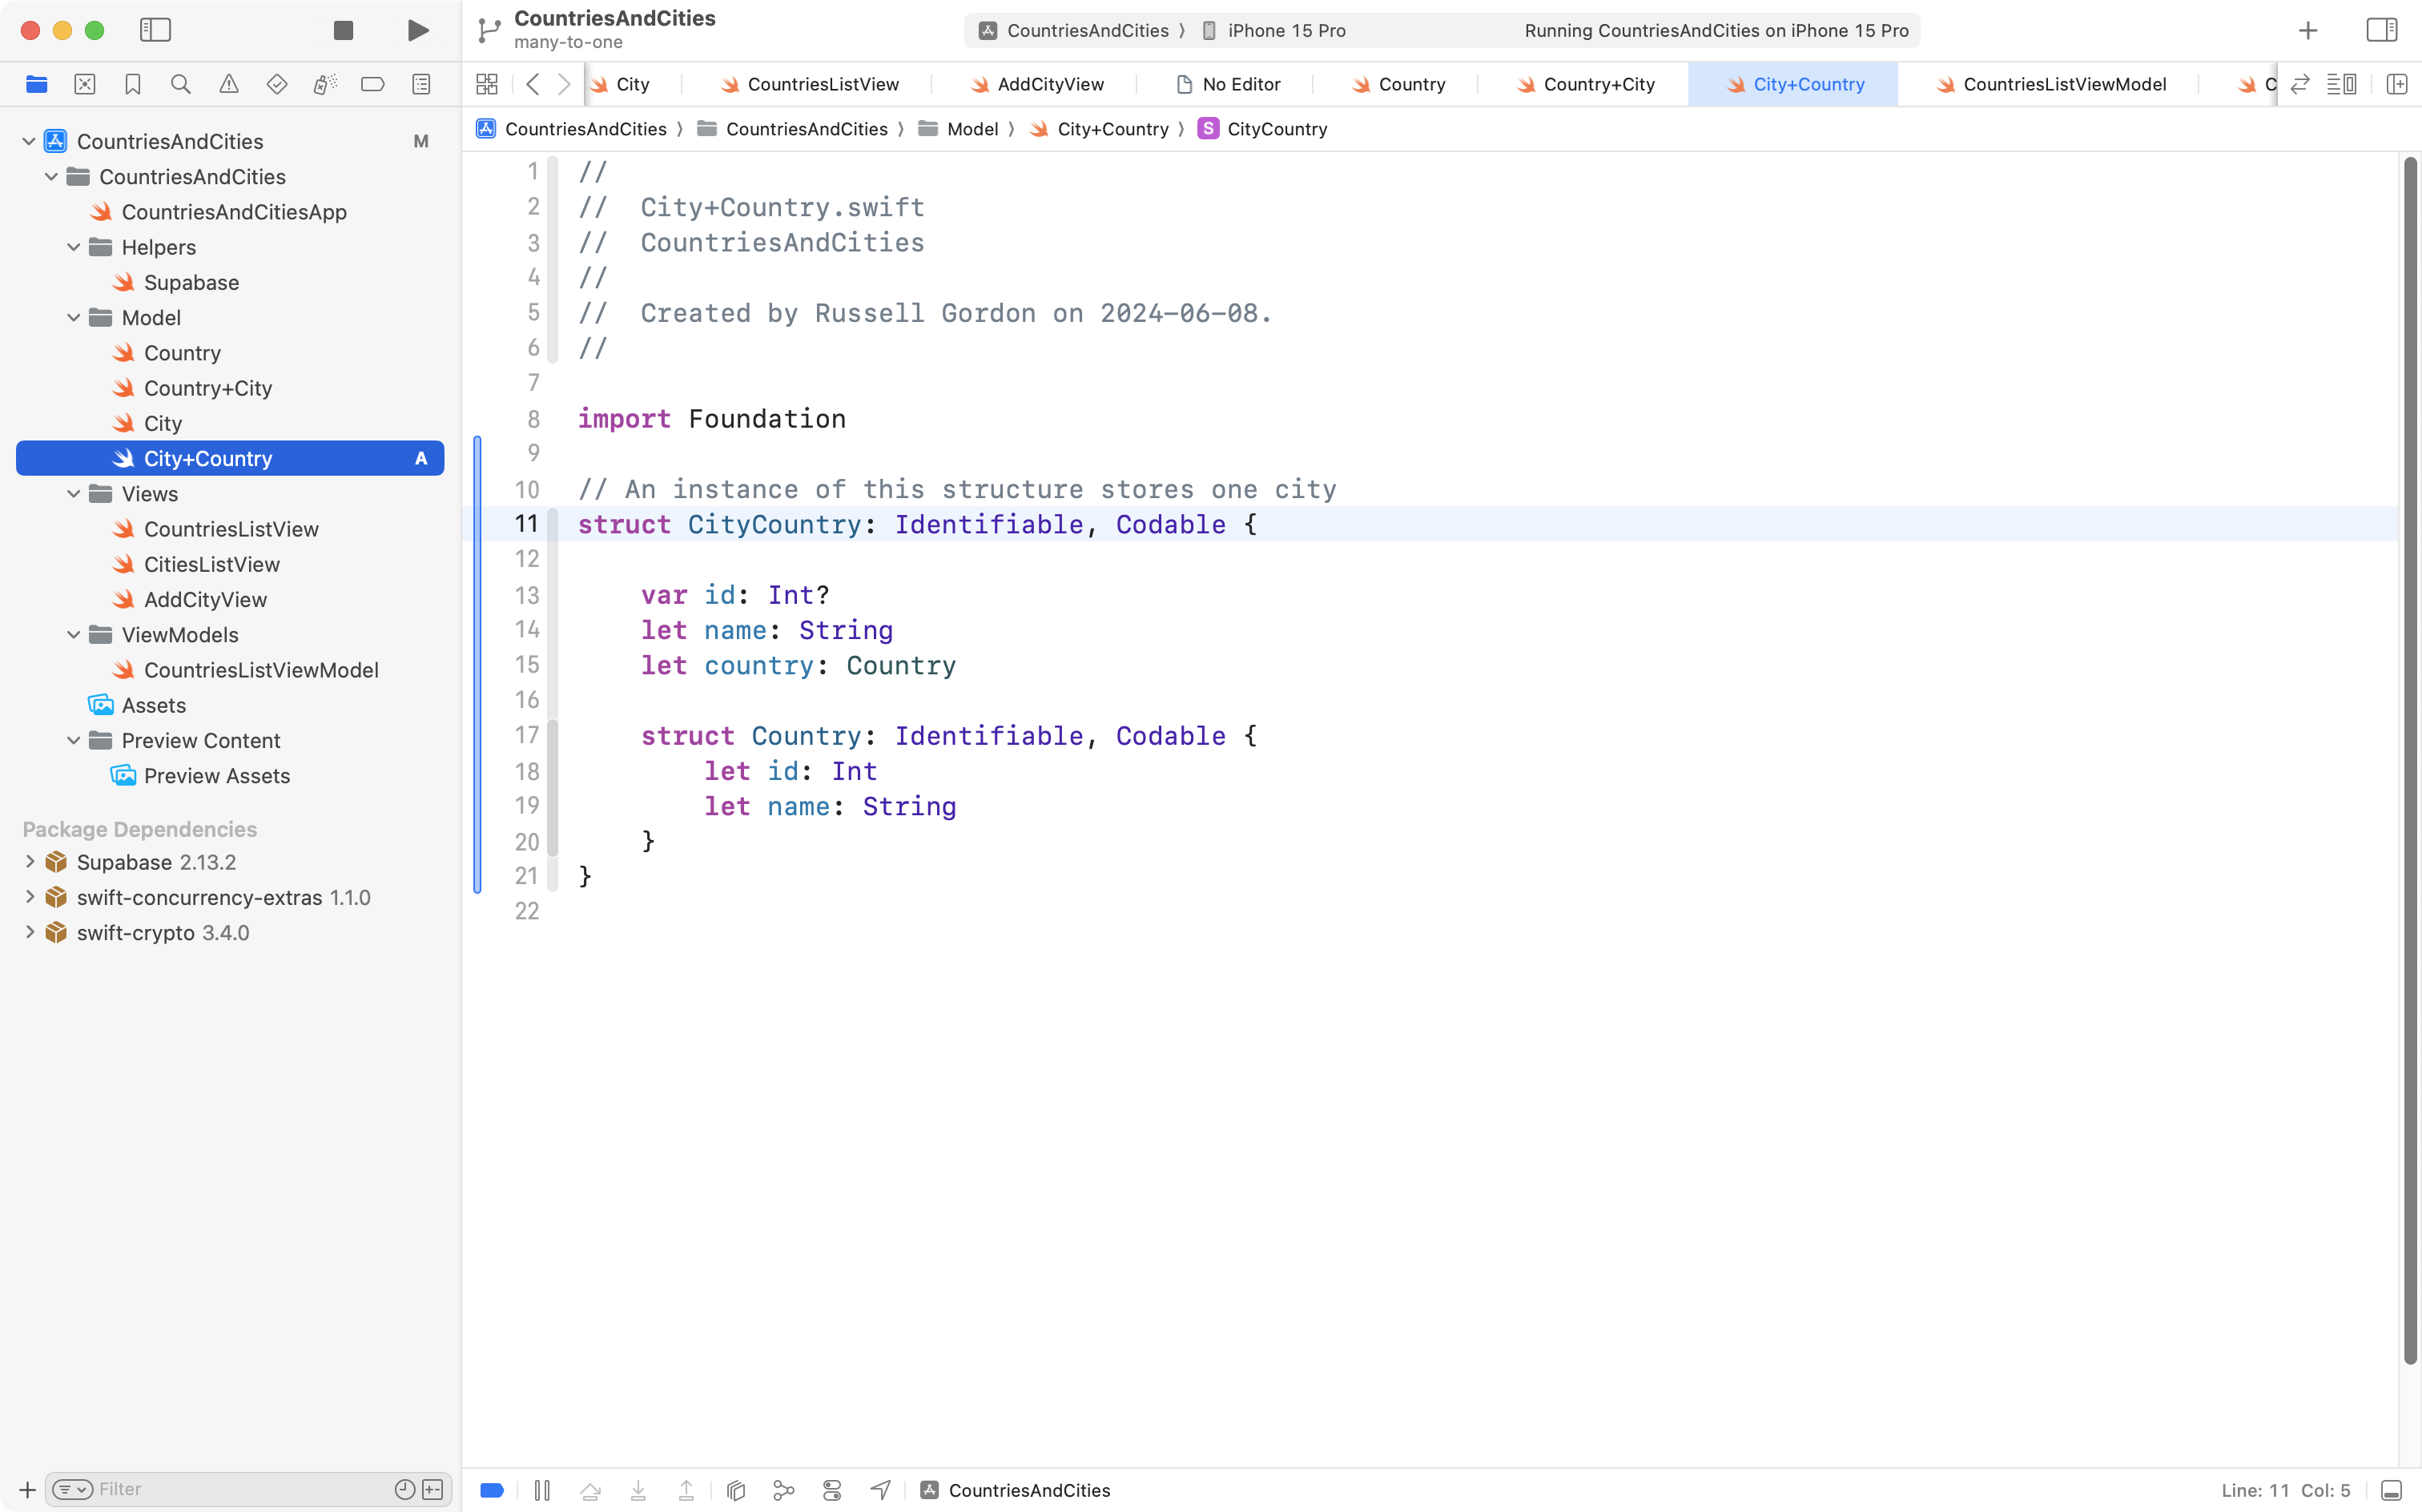 CountriesAndCities
many-to-one
CountriesAndCities 〉 iPhone 15 Pro
Running CountriesAndCities on iPhone 15 Pro
City
CountriesListView
AddCityView
No Editor
Country
Country+City
City+Country
CountriesListViewModel
C
CountriesAndCities 〉 CountriesAndCities 〉 Model 〉 City+Country 〉 S CityCountry
CountriesAndCities M
CountriesAndCities
CountriesAndCitiesApp
Helpers
Supabase
Model
Country
Country+City
City
City+Country A
Views
CountriesListView
CitiesListView
AddCityView
ViewModels
CountriesListViewModel
Assets
Preview Content
Preview Assets
Package Dependencies
Supabase 2.13.2
swift-concurrency-extras 1.1.0
swift-crypto 3.4.0
Filter
1 //
2 //  City+Country.swift
3 //  CountriesAndCities
4 //
5 //  Created by Russell Gordon on 2024-06-08.
6 //
7
8 import Foundation
9
10 // An instance of this structure stores one city
11 struct CityCountry: Identifiable, Codable {
12
13     var id: Int?
14     let name: String
15     let country: Country
16
17     struct Country: Identifiable, Codable {
18         let id: Int
19         let name: String
20     }
21 }
22
CountriesAndCities
Line: 11 Col: 5